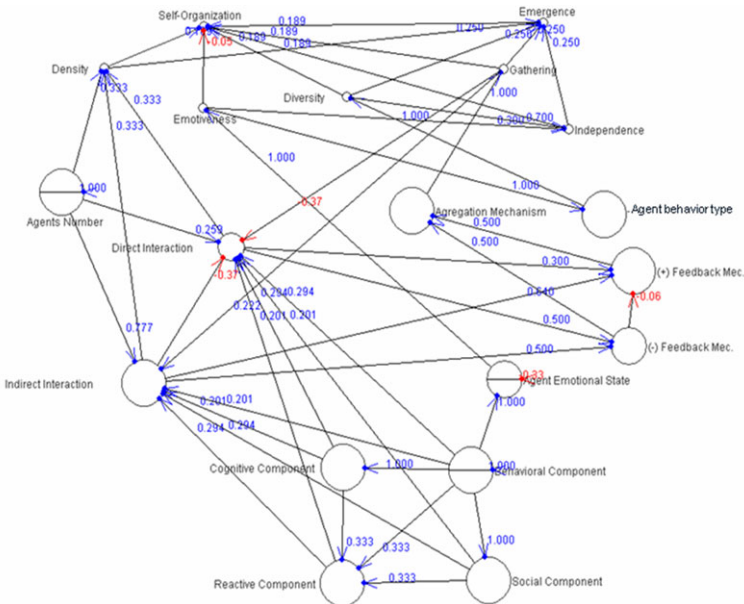 Self-Organization
Emergence
0.189
0.250
0.189
0.250
0.250
-0.05
0.189
0.189
0.250
Density
Gathering
0.333
1.000
0.333
Diversity
Emotiveness
1.000
0.300
0.700
0.333
Independence
1.000
1.000
1.000
Agents Number
-0.37
Agregation Mechanism
Agent behavior type
0.259
0.500
Direct Interaction
0.500
0.300
(+) Feedback Mec.
-0.37
0.294
0.294
0.640
-0.06
0.222
0.201
0.201
0.500
0.777
0.500
(-) Feedback Mec.
Indirect Interaction
-0.33
Agent Emotional State
0.201
0.201
1.000
0.294
0.294
Cognitive Component
1.000
1.000
Behavioral Component
0.333
0.333
1.000
Reactive Component
0.333
Social Component